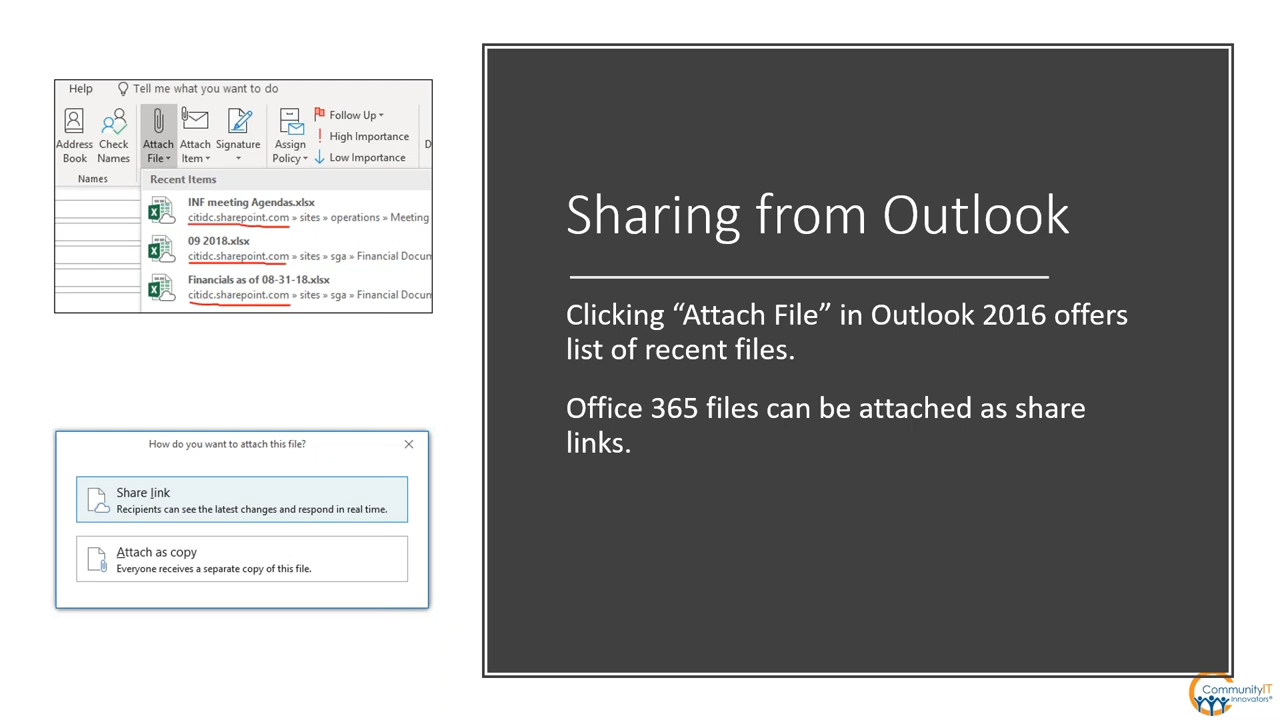 Help Tell me what you want to do
Address Book
Check Names
Attach File
Attach Item
Signature
Assign Policy
Follow Up
High Importance
Low Importance
D
Names
Recent Items
INF meeting Agendas.xlsx
citidc.sharepoint.com » sites » operations » Meeting
09 2018.xlsx
citidc.sharepoint.com » sites » sga » Financial Docum
Financials as of 08-31-18.xlsx
citidc.sharepoint.com » sites » sga » Financial Docum
How do you want to attach this file?
Share link
Recipients can see the latest changes and respond in real time.
Attach as copy
Everyone receives a separate copy of this file.
Sharing from Outlook
Clicking “Attach File” in Outlook 2016 offers
list of recent files.
Office 365 files can be attached as share
links.
CommunityIT
Innovators®